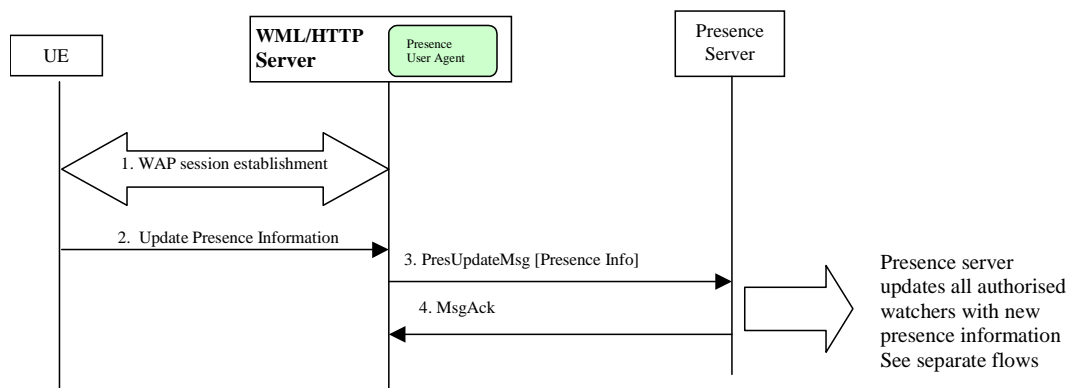 UE
WML/HTTP
Server
Presence
User Agent
Presence
Server
1. WAP session establishment
2. Update Presence Information
3. PresUpdateMsg [Presence Info]
4. MsgAck
Presence server
updates all authorised
watchers with new
presence information
See separate flows